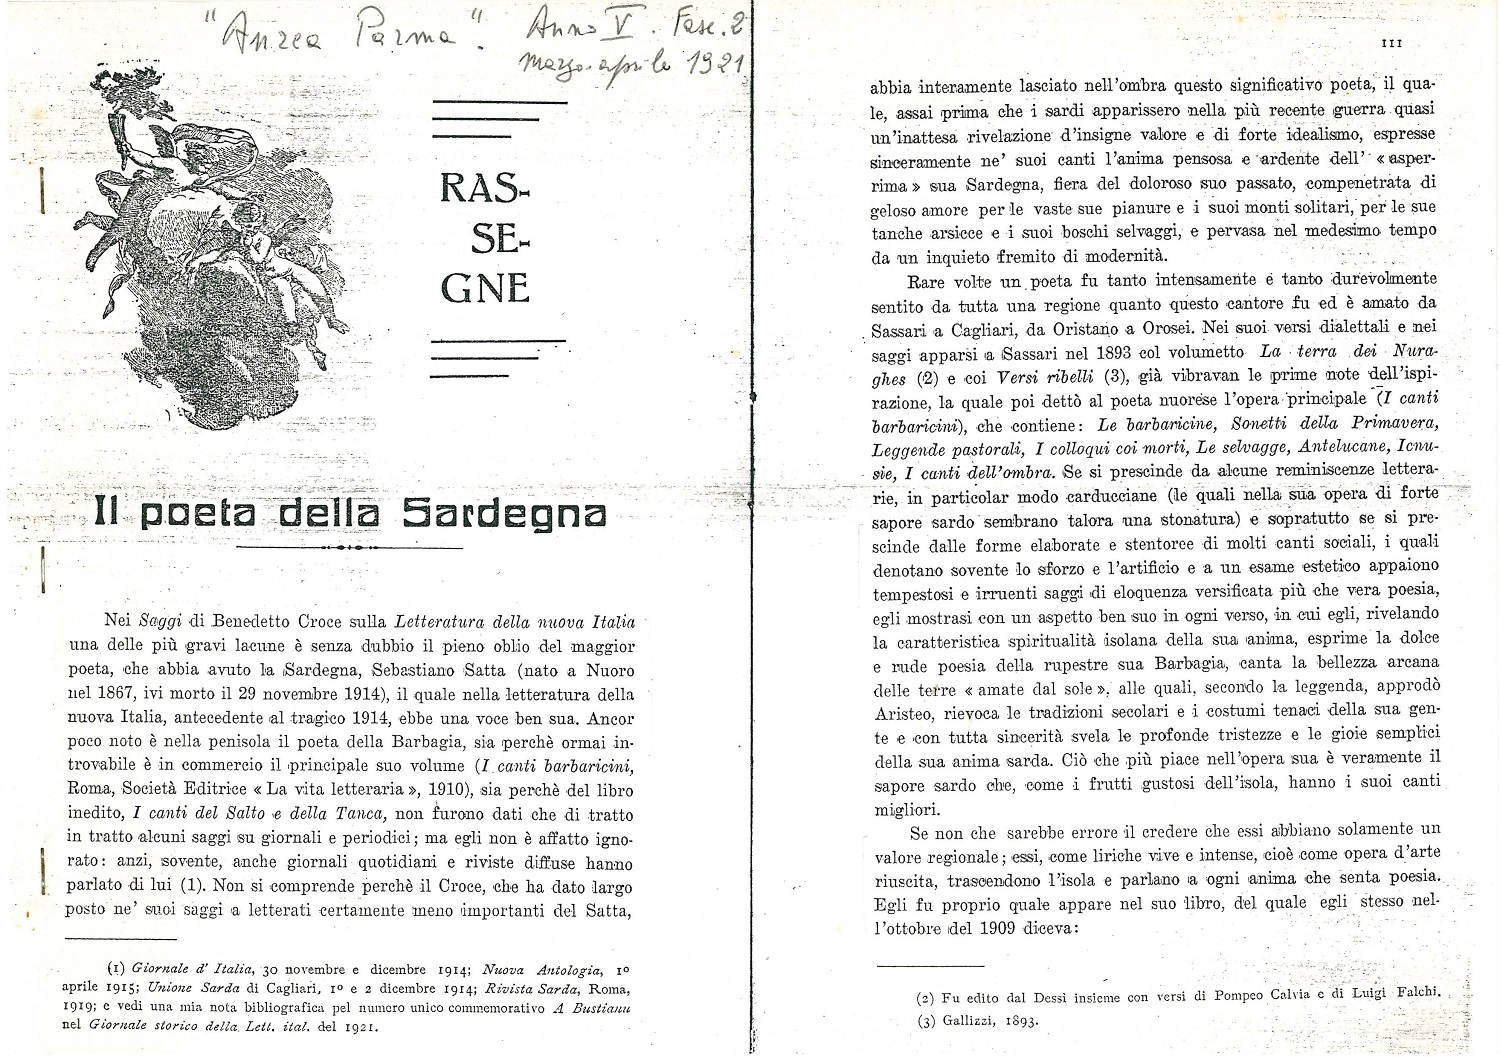 "Aurea Parma". Anno V. Fasc. 2
marzo-aprile 1921
RAS-
SE-
GNE
Il poeta della Sardegna
Nei Saggi di Benedetto Croce sulla Letteratura della nuova Italia
una delle più gravi lacune è senza dubbio il pieno oblio del maggior
poeta, che abbia avuto la Sardegna, Sebastiano Satta (nato a Nuoro
nel 1867, ivi morto il 29 novembre 1914), il quale nella letteratura della
nuova Italia, antecedente al tragico 1914, ebbe una voce ben sua. Ancor
poco noto è nella penisola il poeta della Barbagia, sia perchè ormai in-
trovabile è in commercio il principale suo volume (I canti barbaricini,
Roma, Società Editrice « La vita letteraria », 1910), sia perchè del libro
inedito, I canti del Salto e della Tanca, non furono dati che di tratto
in tratto alcuni saggi su giornali e periodici; ma egli non è affatto igno-
rato: anzi, sovente, anche giornali quotidiani e riviste diffuse hanno
parlato di lui (1). Non si comprende perchè il Croce, che ha dato largo
posto ne' suoi saggi a letterati certamente meno importanti del Satta,
(1) Giornale d' Italia, 30 novembre e dicembre 1914; Nuova Antologia, 1º
aprile 1915; Unione Sarda di Cagliari, 1º e 2 dicembre 1914; Rivista Sarda, Roma,
1919; e vedi una mia nota bibliografica pel numero unico commemorativo A Bustianu
nel Giornale storico della Lett. ital. del 1921.
III
abbia interamente lasciato nell'ombra questo significativo poeta, il qua-
le, assai prima che i sardi apparissero nella più recente guerra quasi
un'inattesa rivelazione d'insigne valore e di forte idealismo, espresse
sinceramente ne' suoi canti l'anima pensosa e ardente dell' « asper-
rima » sua Sardegna, fiera del doloroso suo passato, compenetrata di
geloso amore per le vaste sue pianure e i suoi monti solitari, per le sue
tanche arsicce e i suoi boschi selvaggi, e pervasa nel medesimo tempo
da un inquieto fremito di modernità.
Rare volte un poeta fu tanto intensamente e tanto durevolmente
sentito da tutta una regione quanto questo cantore fu ed è amato da
Sassari a Cagliari, da Oristano a Orosei. Nei suoi versi dialettali e nei
saggi apparsi a Sassari nel 1893 col volumetto La terra dei Nura-
ghes (2) e coi Versi ribelli (3), già vibravan le prime note dell'ispi-
razione, la quale poi dettò al poeta nuorese l'opera principale (I canti
barbaricini), che contiene: Le barbaricine, Sonetti della Primavera,
Leggende pastorali, I colloqui coi morti, Le selvagge, Antelucane, Icnu-
sie, I canti dell'ombra. Se si prescinde da alcune reminiscenze lettera-
rie, in particolar modo carducciane (le quali nella sua opera di forte
sapore sardo sembrano talora una stonatura) e sopratutto se si pre-
scinde dalle forme elaborate e stentoree di molti canti sociali, i quali
denotano sovente lo sforzo e l'artificio e a un esame estetico appaiono
tempestosi e irruenti saggi di eloquenza versificata più che vera poesia,
egli mostrasi con un aspetto ben suo in ogni verso, in cui egli, rivelando
la caratteristica spiritualità isolana della sua anima, esprime la dolce
e rude poesia della rupestre sua Barbagia, canta la bellezza arcana
delle terre « amate dal sole », alle quali, secondo la leggenda, approdò
Aristeo, rievoca le tradizioni secolari e i costumi tenaci della sua gen-
te e con tutta sincerità svela le profonde tristezze e le gioie semplici
della sua anima sarda. Ciò che più piace nell'opera sua è veramente il
sapore sardo che, come i frutti gustosi dell'isola, hanno i suoi canti
migliori.
Se non che sarebbe errore il credere che essi abbiano solamente un
valore regionale; essi, come liriche vive e intense, cioè come opera d'arte
riuscita, trascendono l'isola e parlano a ogni anima che senta poesia.
Egli fu proprio quale appare nel suo libro, del quale egli stesso nel-
l'ottobre del 1909 diceva:
(2) Fu edito dal Dessì insieme con versi di Pompeo Calvia e di Luigi Falchi.
(3) Gallizzi, 1893.